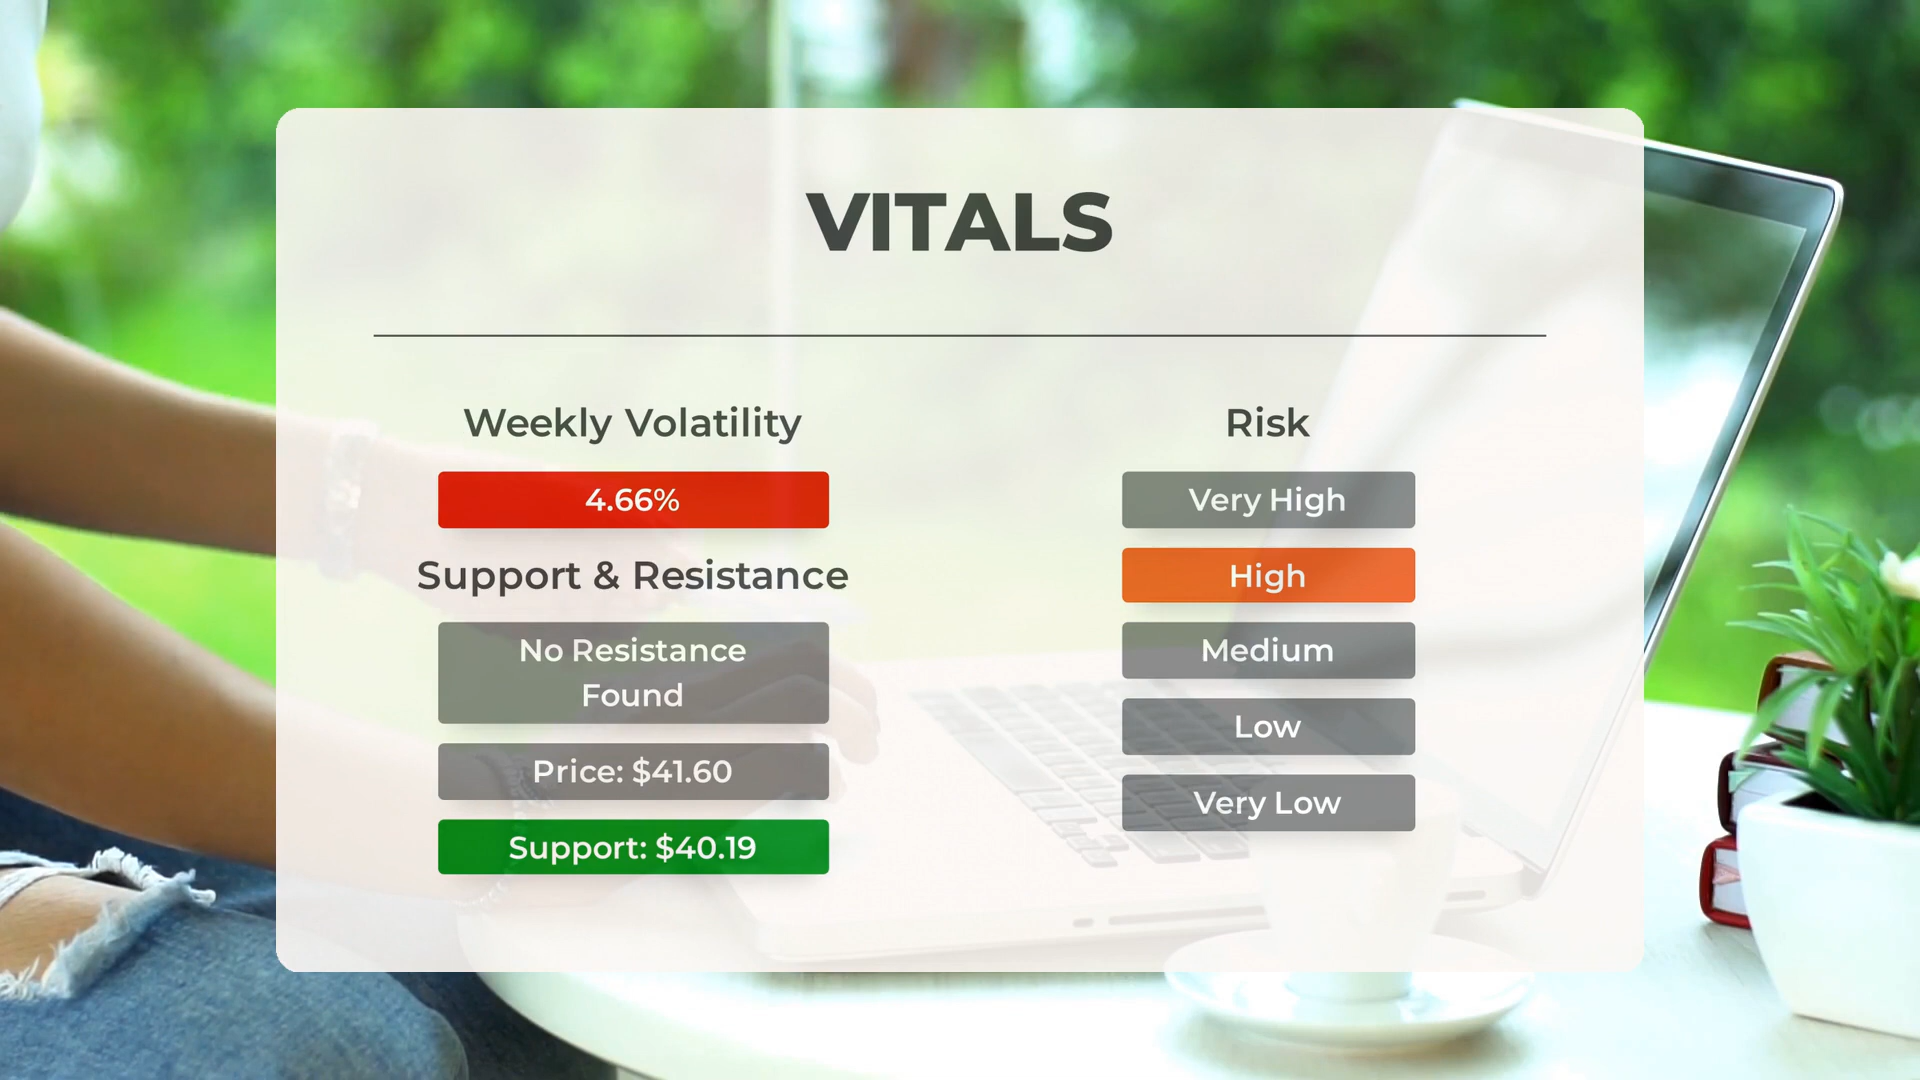 VITALS
Weekly Volatility
4.66%
Support & Resistance
No Resistance
Found
Price: $41.60
Support: $40.19
Risk
Very High
High
Medium
Low
Very Low